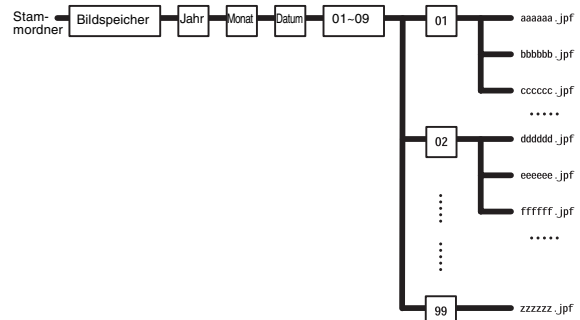 Stam-
mordner
Bildspeicher
Jahr
Monat
Datum
01~09
01
aaaaaa.jpf
bbbbbb.jpf
cccccc.jpf
.....
02
dddddd.jpf
eeeeee.jpf
ffffff.jpf
.....
99
zzzzzz.jpf